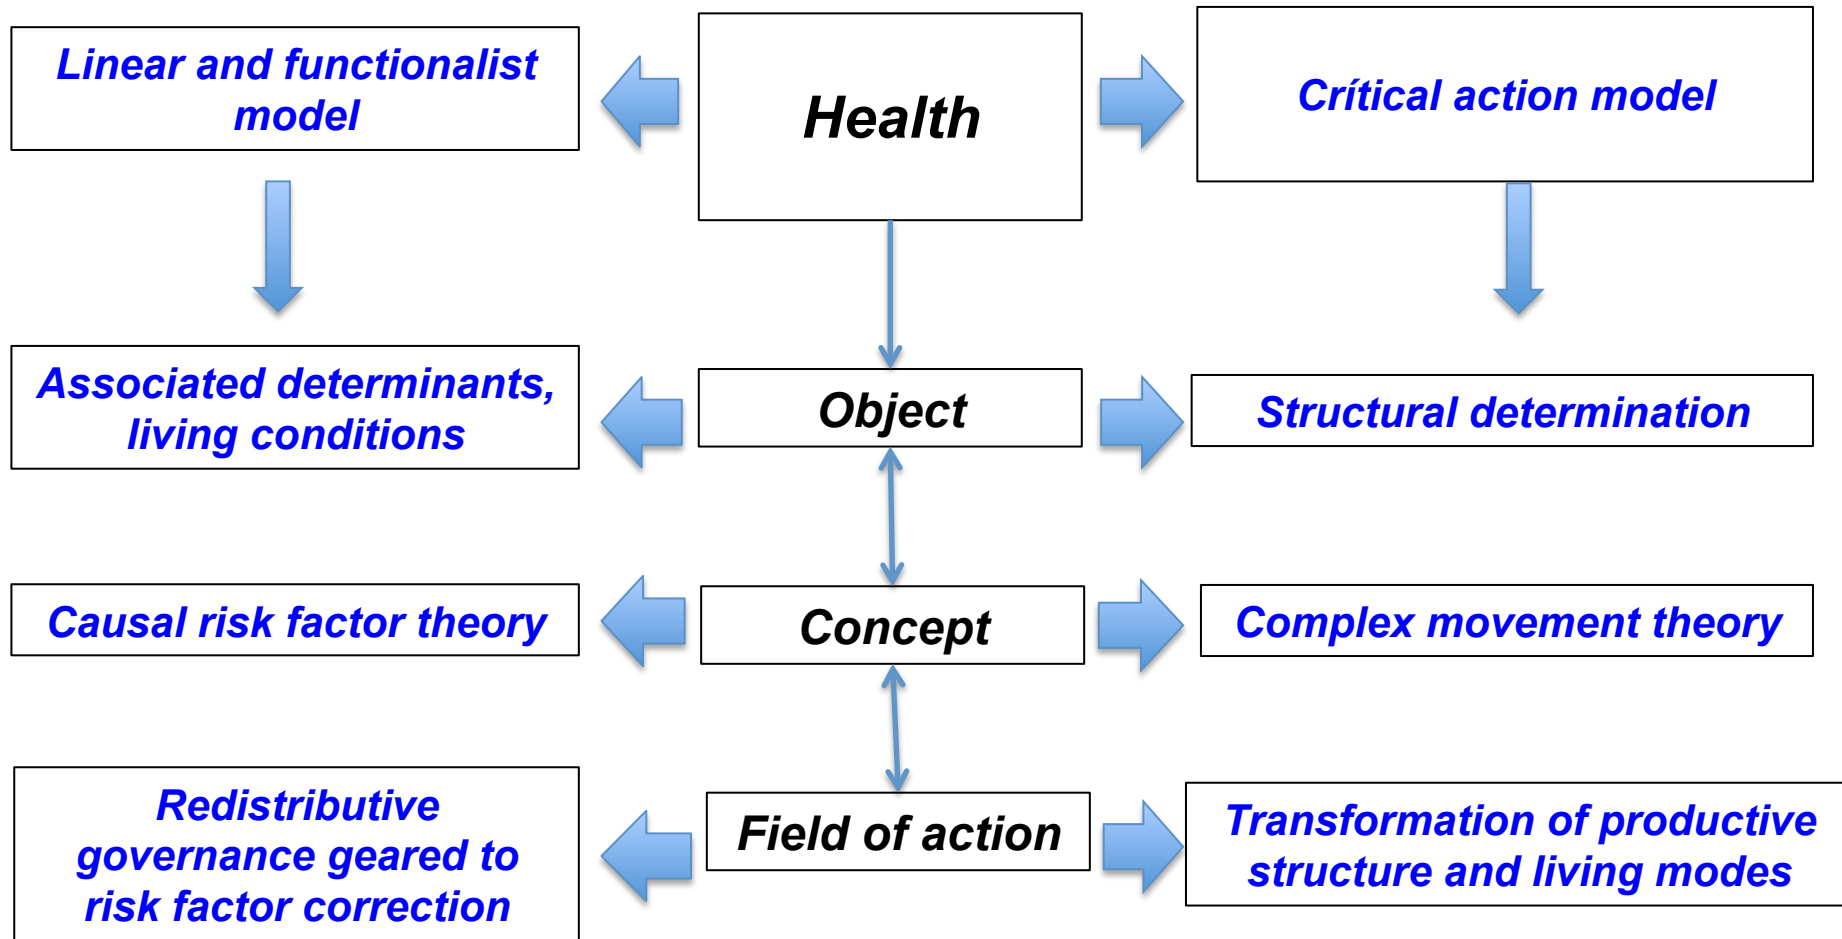 Linear and functionalist
model
Health
Crítical action model
Associated determinants,
living conditions
Object
Structural determination
Causal risk factor theory
Concept
Complex movement theory
Redistributive
governance geared to
risk factor correction
Field of action
Transformation of productive
structure and living modes